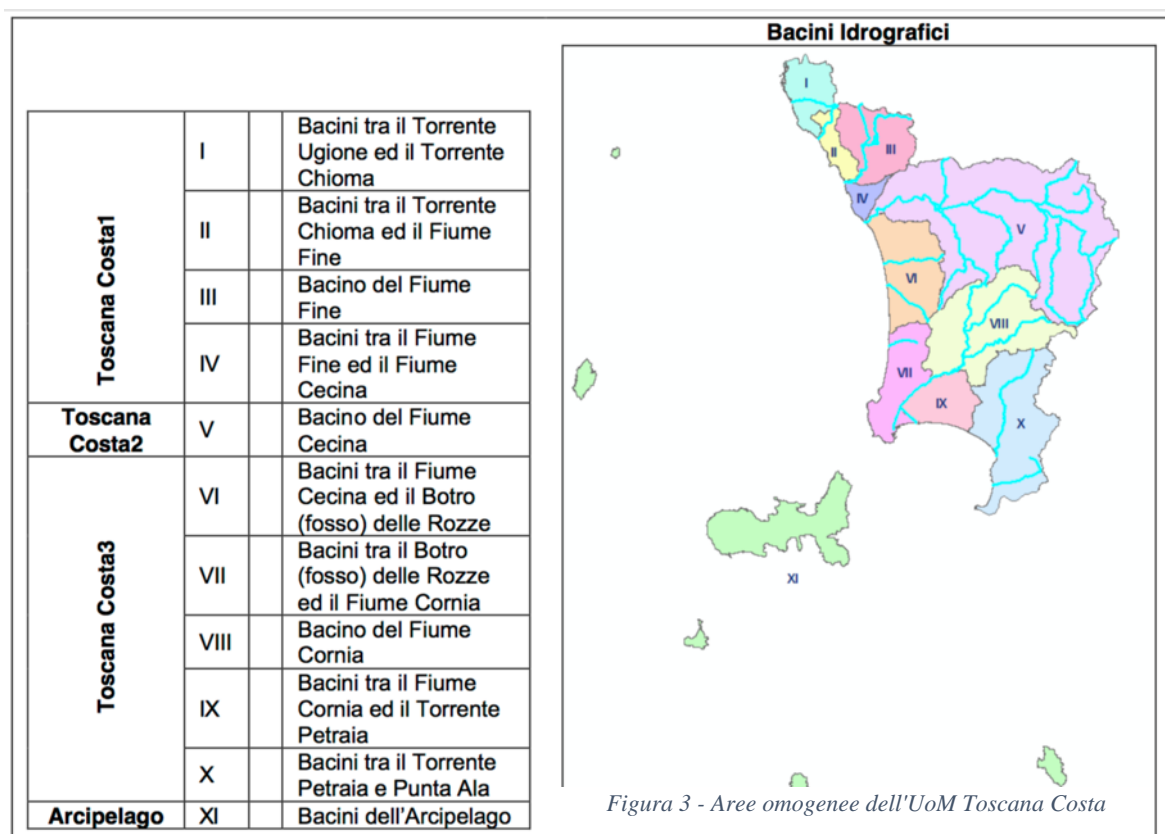 Bacini Idrografici
Toscana Costa1
I
Bacini tra il Torrente
Ugione ed il Torrente
Chioma
II
Bacini tra il Torrente
Chioma ed il Fiume
Fine
III
Bacino del Fiume
Fine
IV
Bacini tra il Fiume
Fine ed il Fiume
Cecina
Toscana
Costa2
V
Bacino del Fiume
Cecina
Toscana Costa3
VI
Bacini tra il Fiume
Cecina ed il Botro
(fosso) delle Rozze
VII
Bacini tra il Botro
(fosso) delle Rozze
ed il Fiume Cornia
VIII
Bacino del Fiume
Cornia
IX
Bacini tra il Fiume
Cornia ed il Torrente
Petraia
X
Bacini tra il Torrente
Petraia e Punta Ala
Arcipelago
XI
Bacini dell'Arcipelago
I
II
III
IV
V
VI
VIII
VII
IX
X
XI
Figura 3 - Aree omogenee dell'UoM Toscana Costa